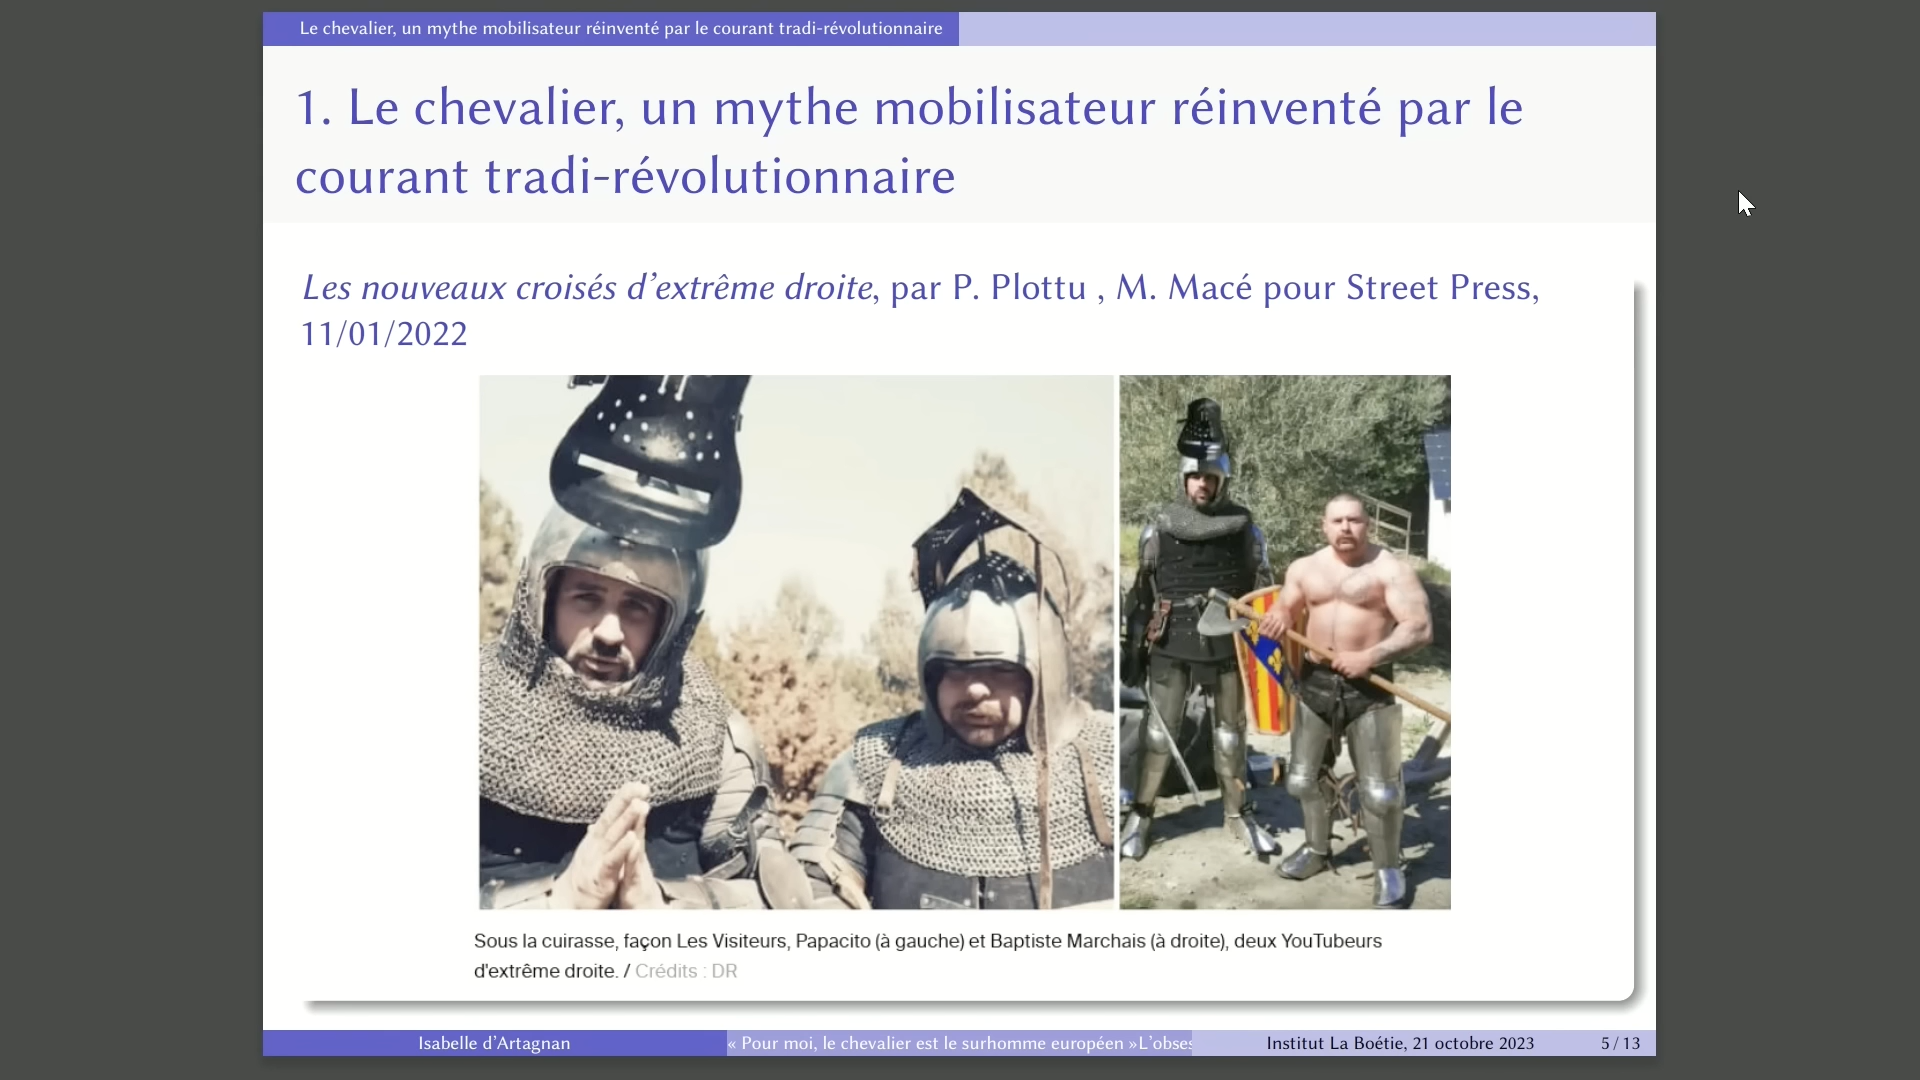 Le chevalier, un mythe mobilisateur réinventé par le courant tradi-révolutionnaire
1. Le chevalier, un mythe mobilisateur réinventé par le
courant tradi-révolutionnaire
Les nouveaux croisés d’extrême droite, par P. Plottu , M. Macé pour Street Press,
11/01/2022
Sous la cuirasse, façon Les Visiteurs, Papacito (à gauche) et Baptiste Marchais (à droite), deux YouTubeurs
d'extrême droite. / Crédits : DR
Isabelle d’Artagnan
« Pour moi, le chevalier est le surhomme européen »L’obses
Institut La Boétie, 21 octobre 2023
5 / 13